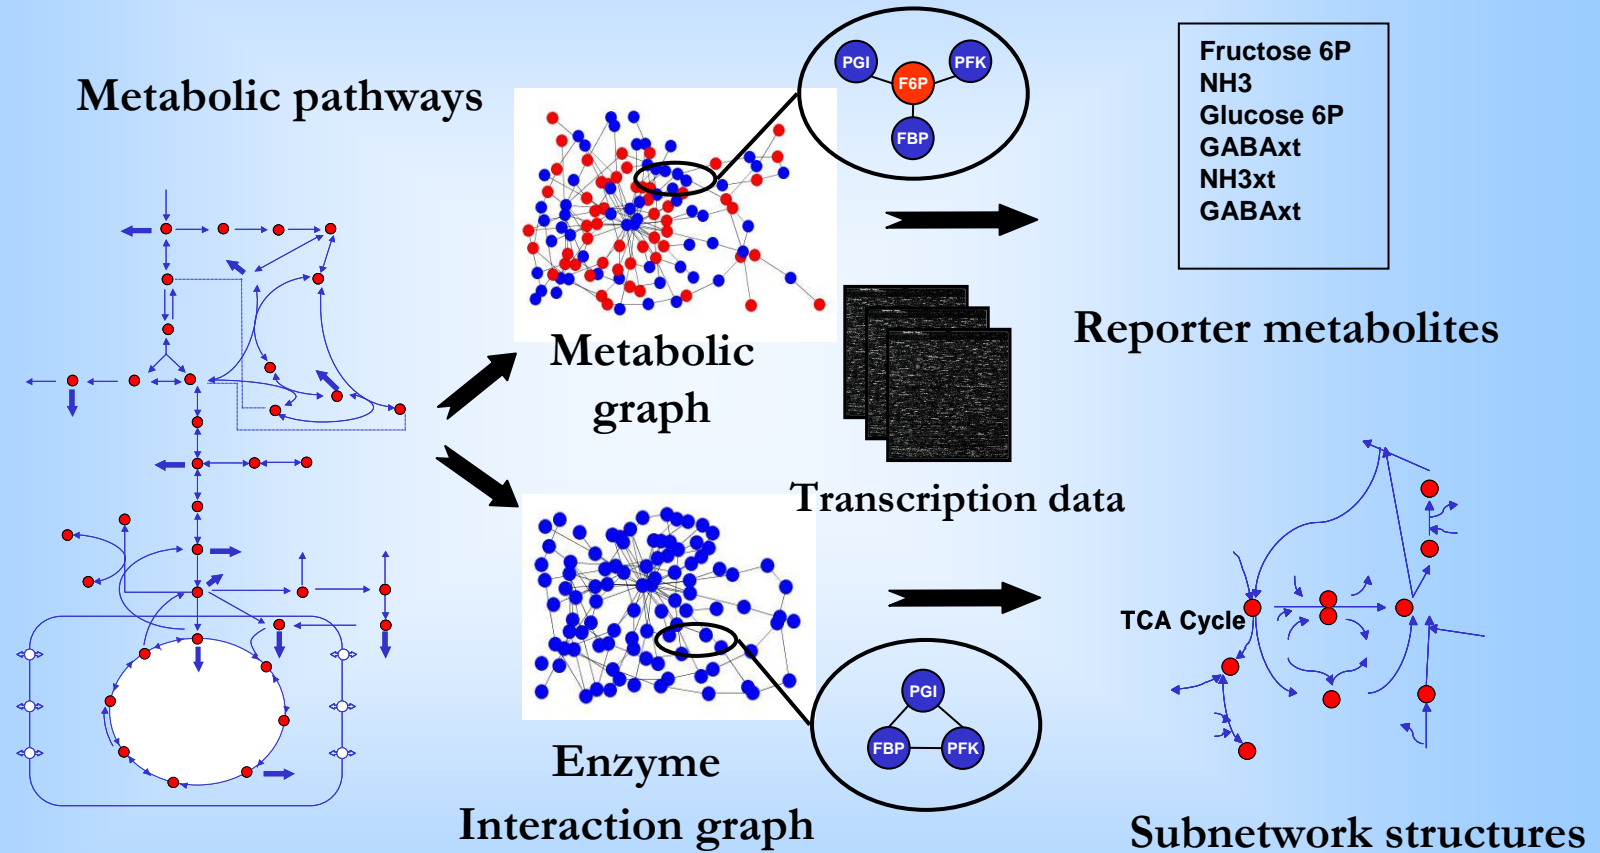 Metabolic pathways
PGI
F6P
PFK
FBP
Fructose 6P
NH3
Glucose 6P
GABAxt
NH3xt
GABAxt
Reporter metabolites
Metabolic
graph
Transcription data
TCA Cycle
PGI
FBP
PFK
Enzyme
Interaction graph
Subnetwork structures